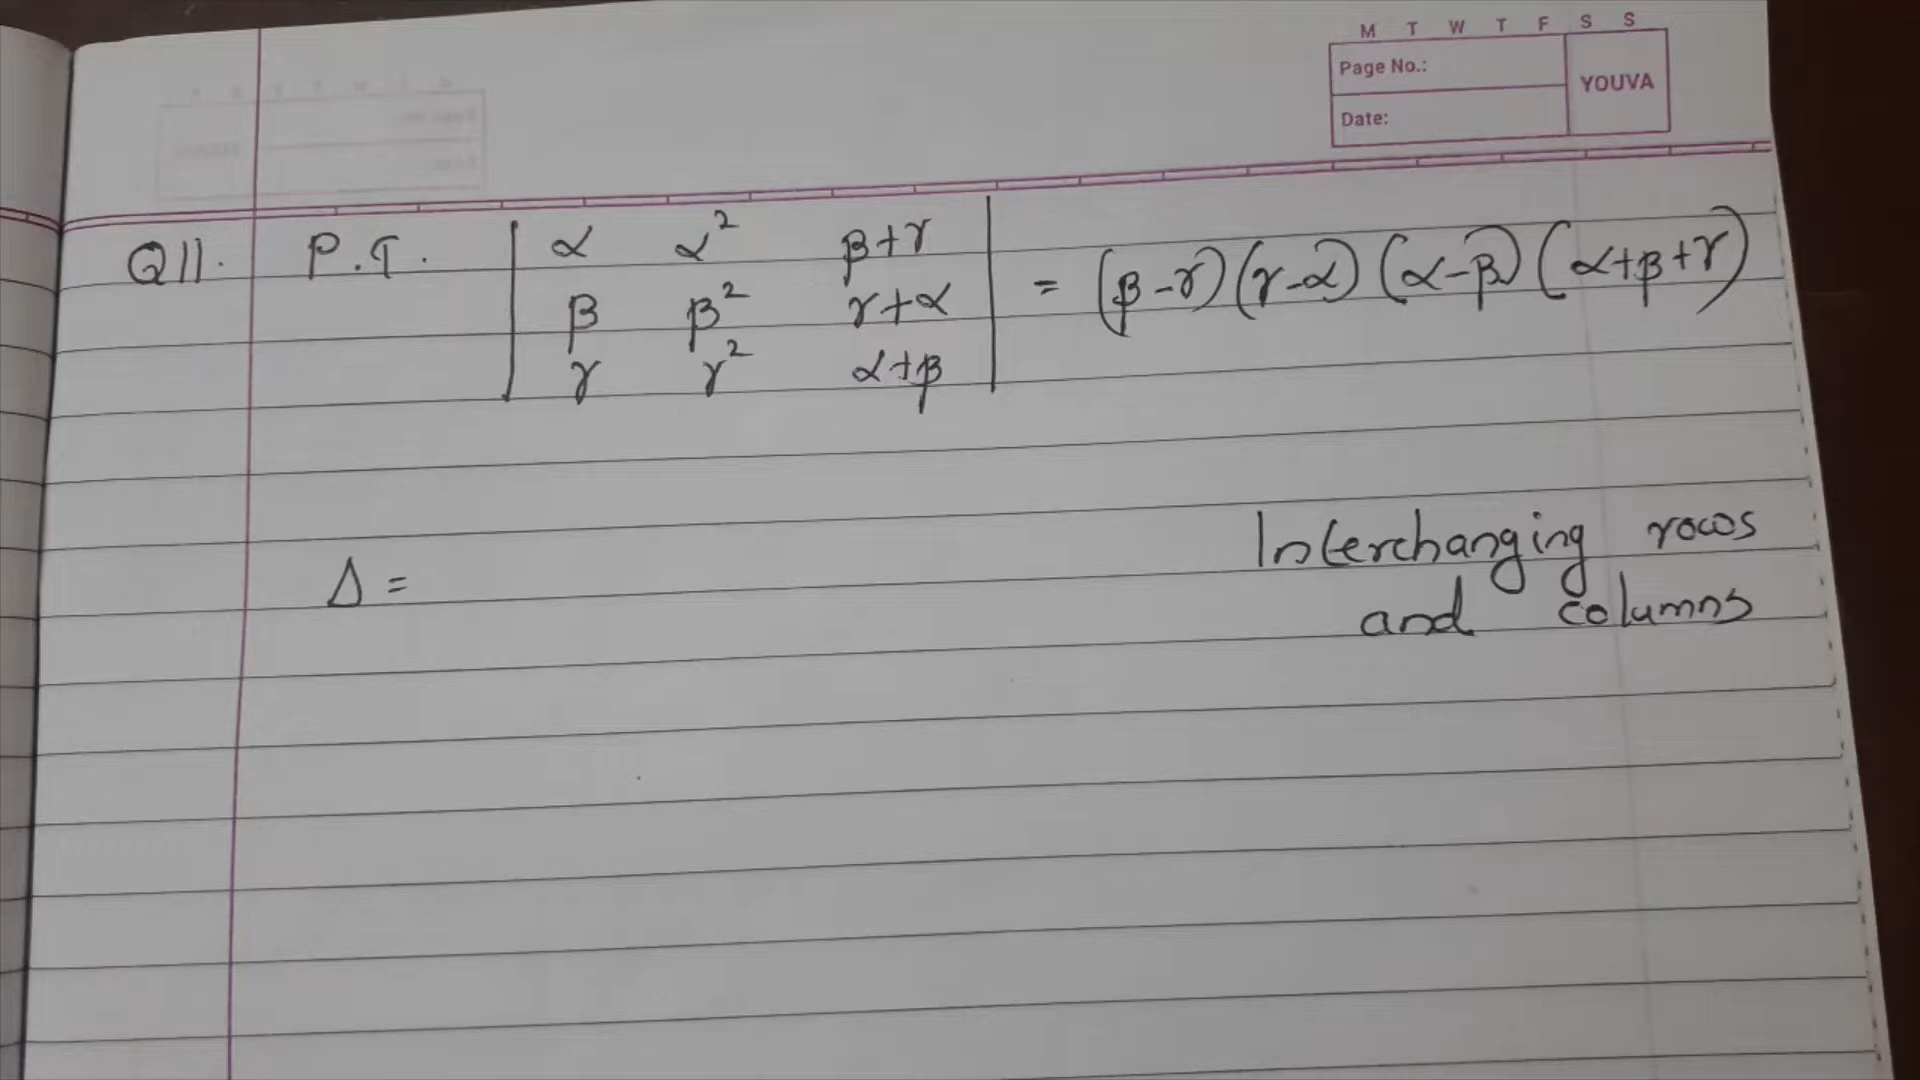 M T W T F S S
Page No.:
YOUVA
Date:
Q11. P.T. | α α² β+γ | = (β-γ)(γ-α)(α-β)(α+β+γ)
β β² γ+α
γ γ² α+β
Δ =
Interchanging rows
and columns